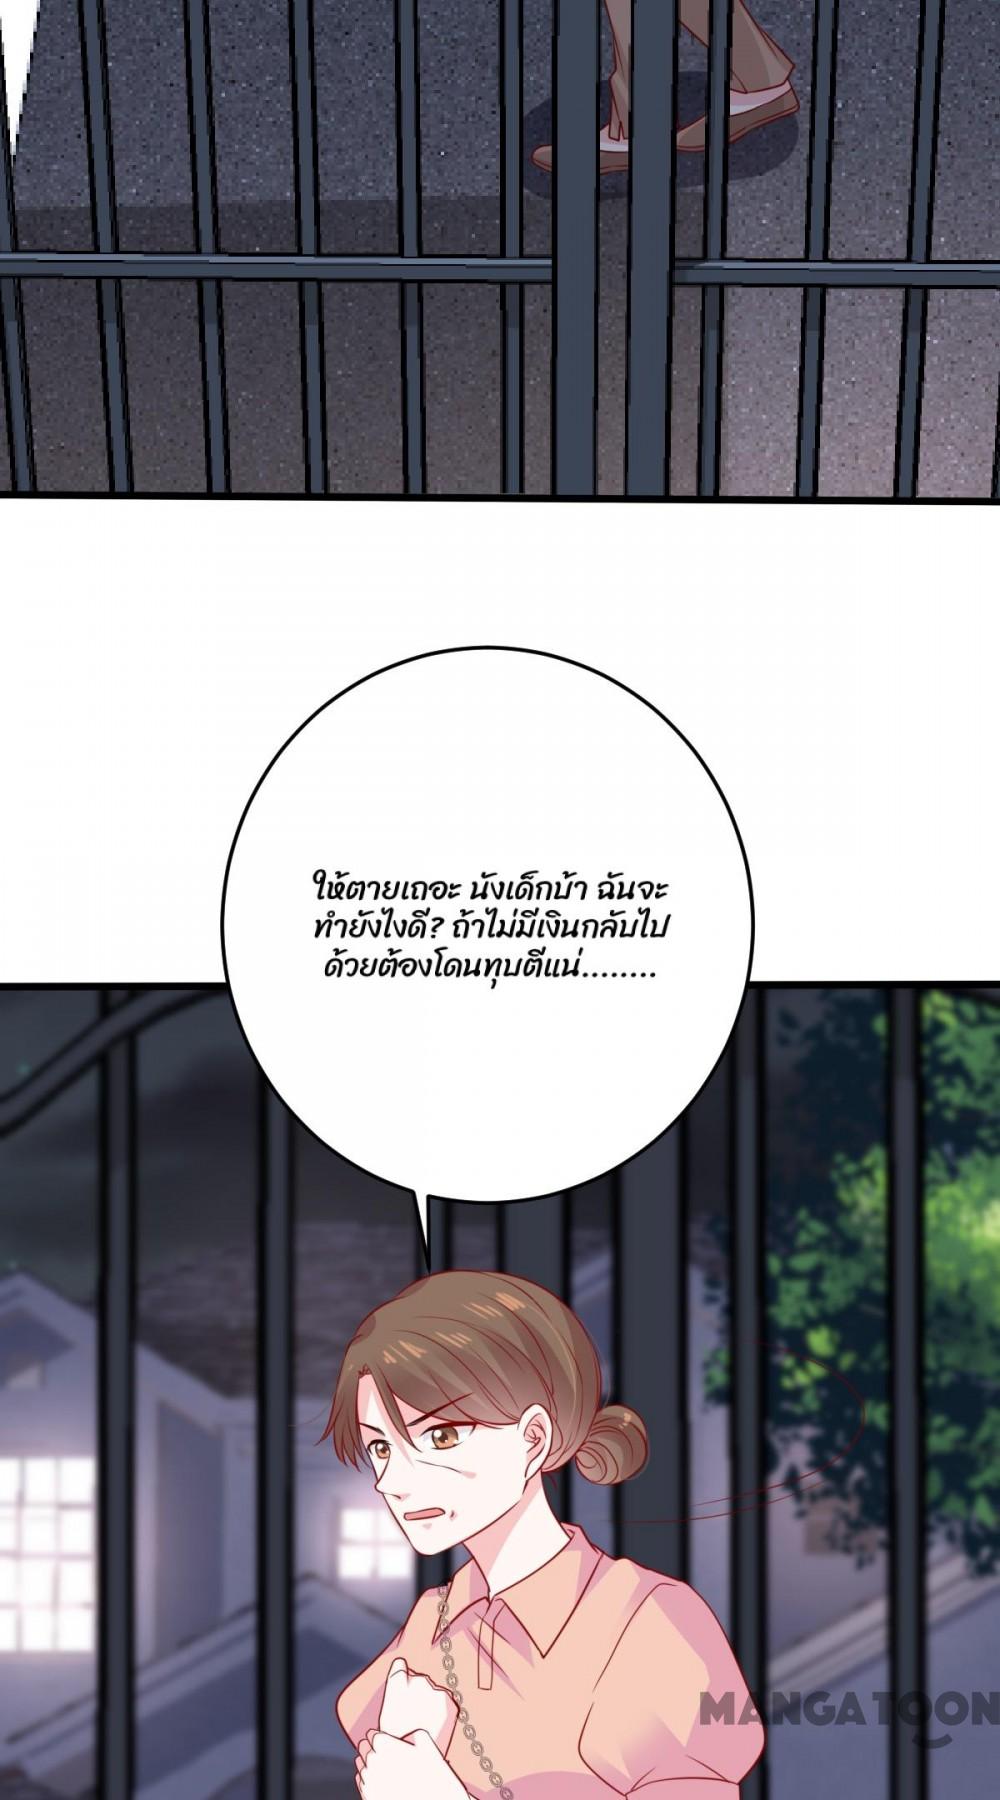 ให้ตายเถอะ นังเด็กบ้า ฉันจะ
ทำยังไงดี? ถ้าไม่มีเงินกลับไป
ด้วยต้องโดนทุบตีแน่........
MANGATOON